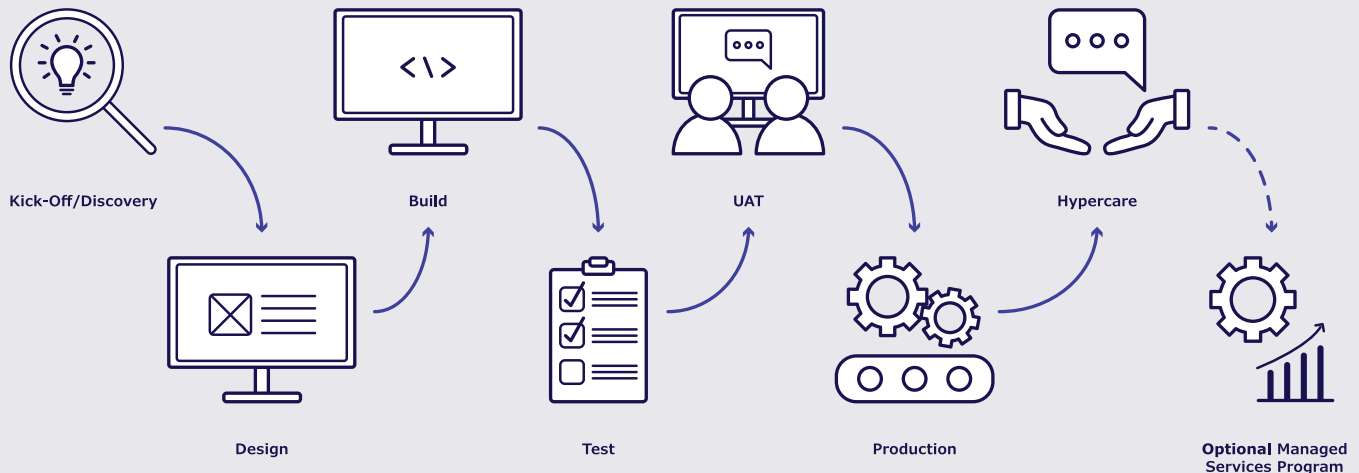 Kick-Off/Discovery
Build
UAT
Hypercare
Design
Test
Production
Optional Managed
Services Program